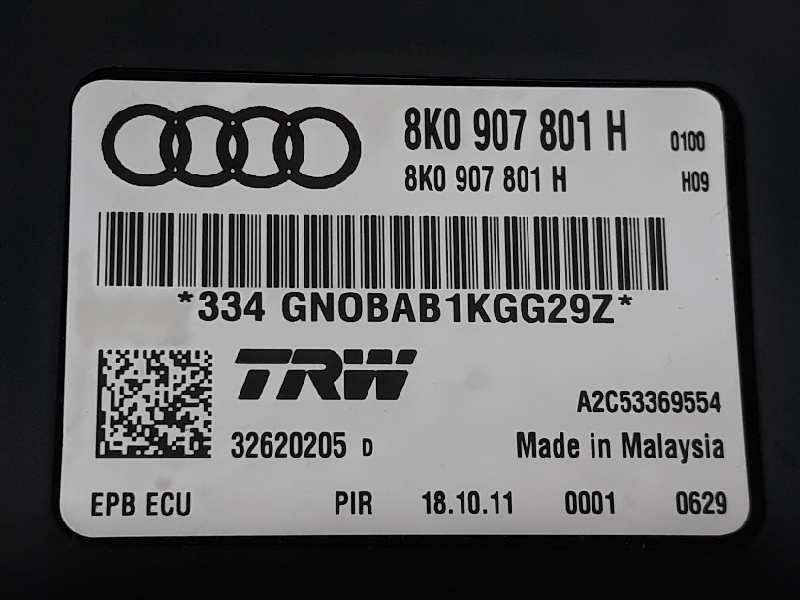 8K0 907 801 H 0100
8K0 907 801 H H09
*334 GNOBAB1KGG29Z*
TRW
A2C53369554
32620205 D Made in Malaysia
EPB ECU PIR 18.10.11 0001 0629